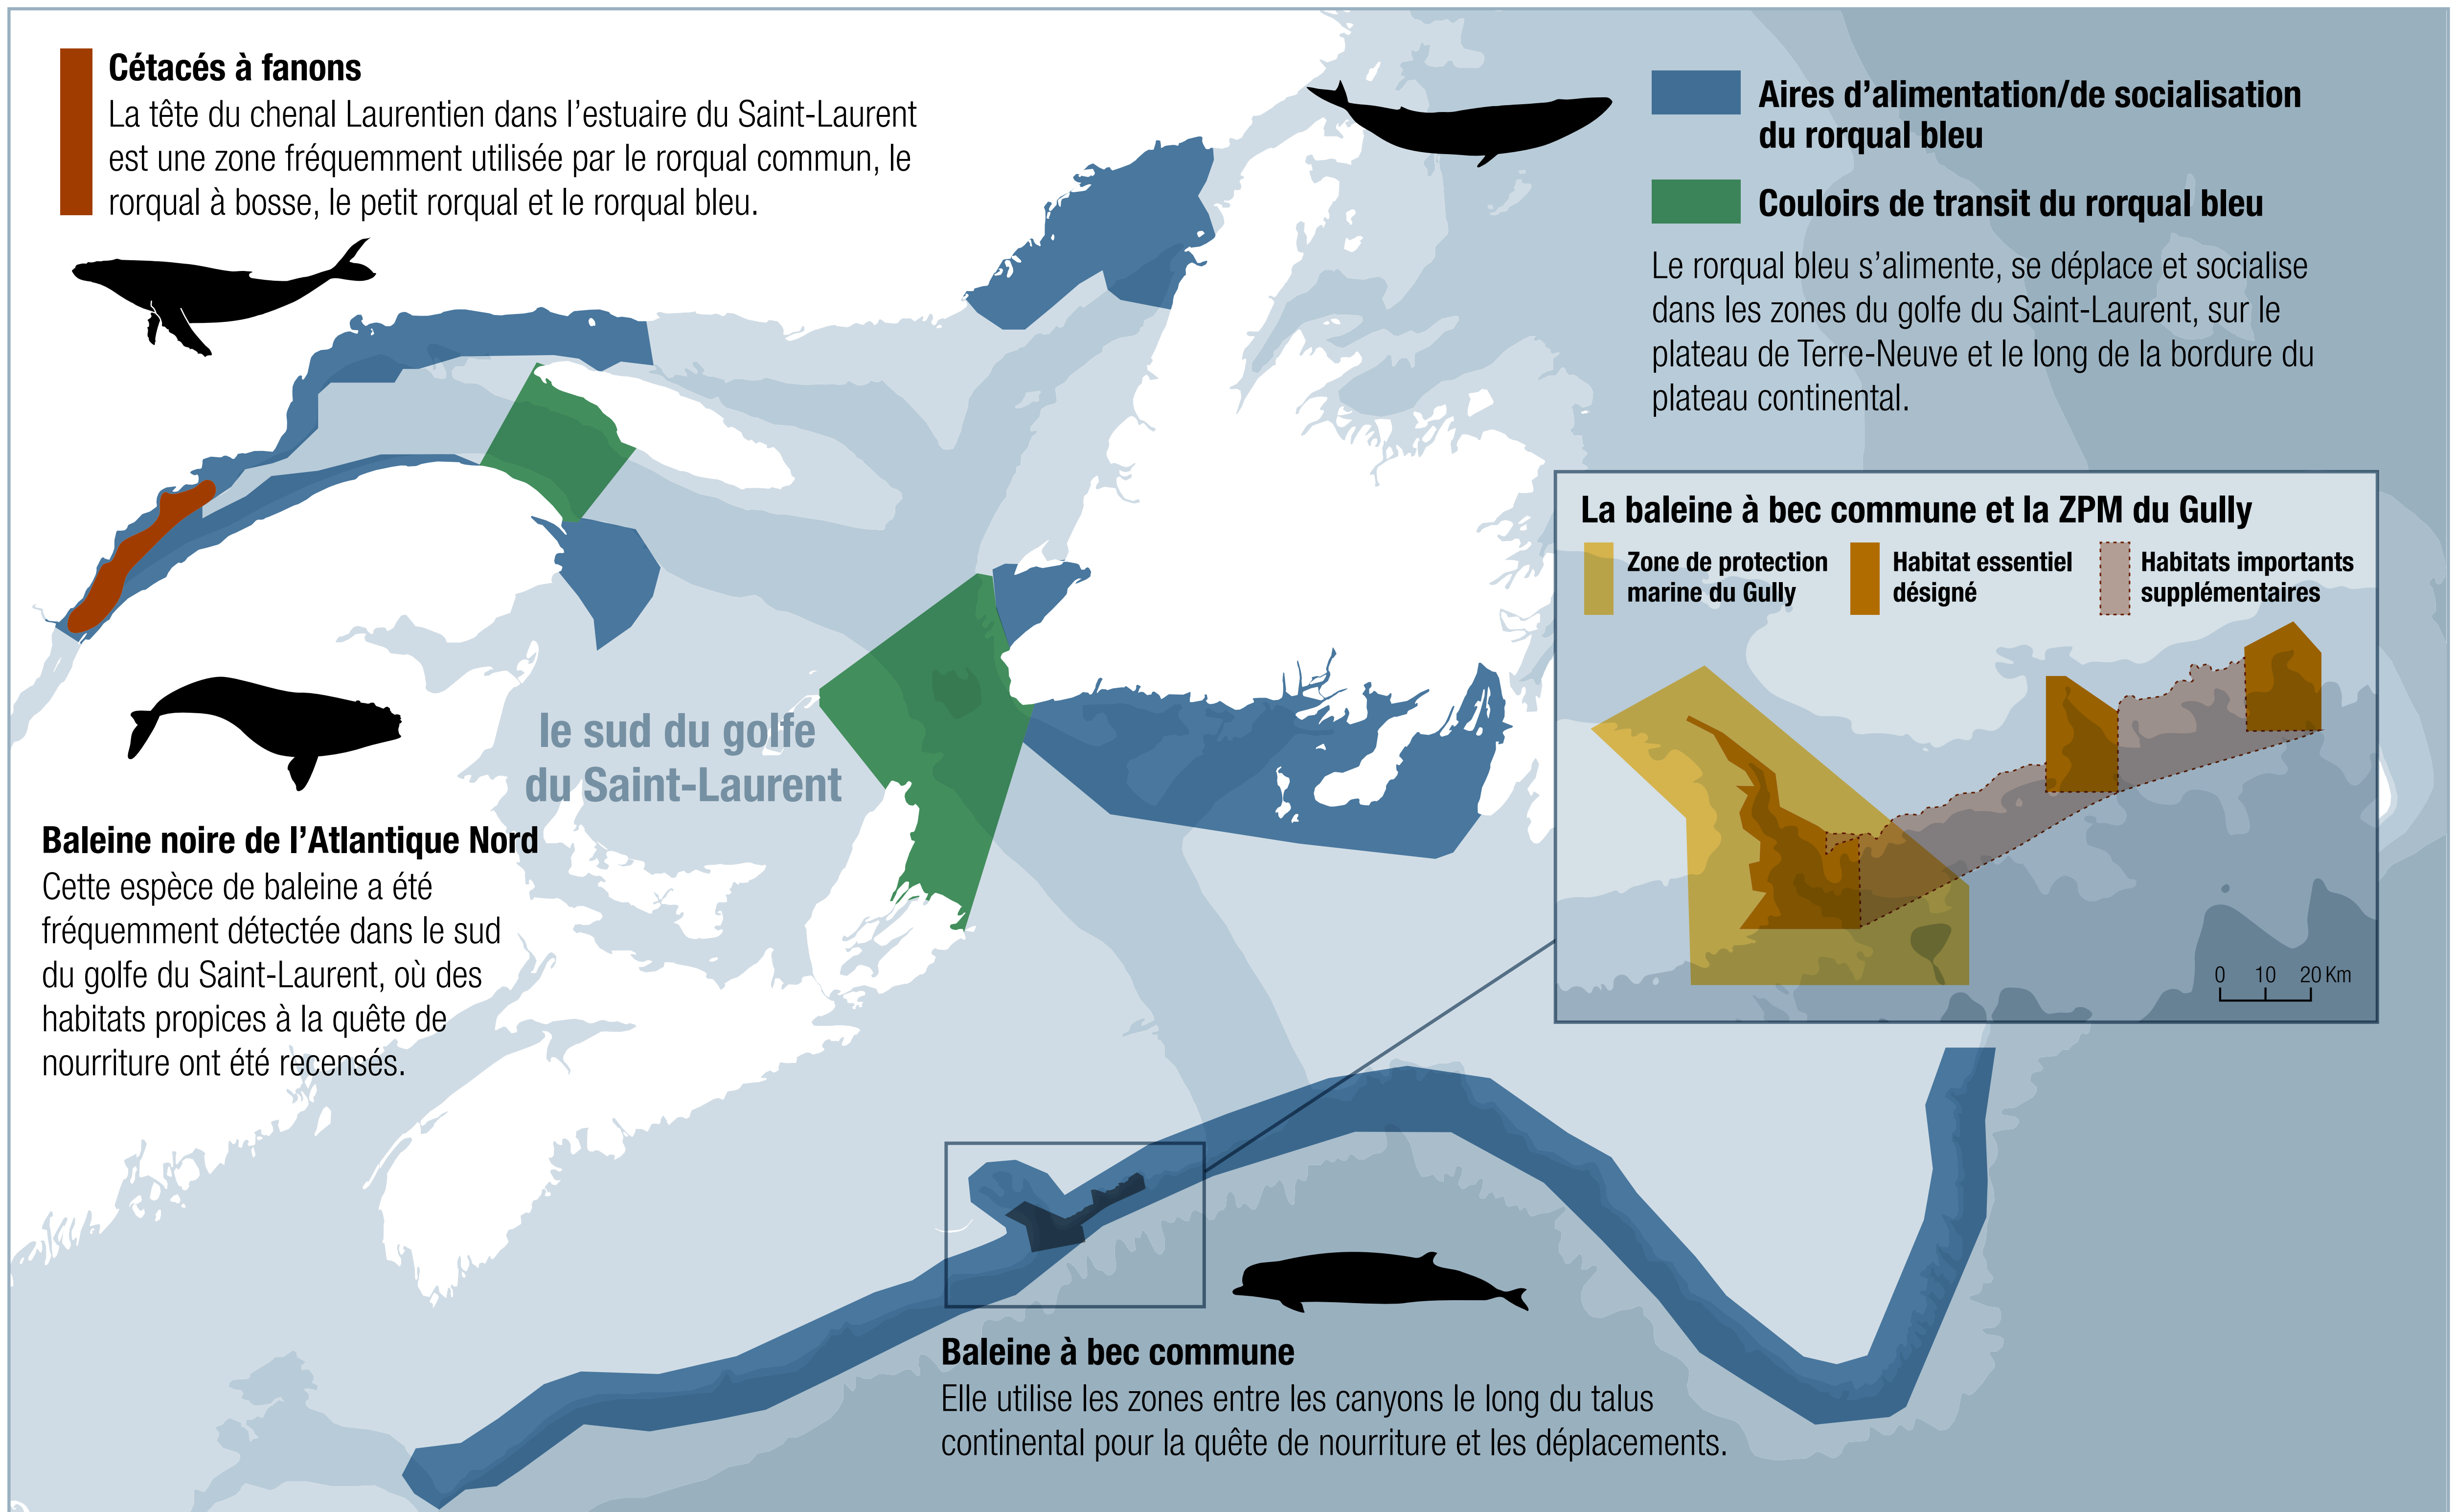 Cétacés à fanons
La tête du chenal Laurentien dans l’estuaire du Saint-Laurent
est une zone fréquemment utilisée par le rorqual commun, le
rorqual à bosse, le petit rorqual et le rorqual bleu.
Aires d’alimentation/de socialisation
du rorqual bleu
Couloirs de transit du rorqual bleu
Le rorqual bleu s’alimente, se déplace et socialise
dans les zones du golfe du Saint-Laurent, sur le
plateau de Terre-Neuve et le long de la bordure du
plateau continental.
La baleine à bec commune et la ZPM du Gully
Zone de protection
marine du Gully
Habitat essentiel
désigné
Habitats importants
supplémentaires
0 10 20 Km
le sud du golfe
du Saint-Laurent
Baleine noire de l’Atlantique Nord
Cette espèce de baleine a été
fréquemment détectée dans le sud
du golfe du Saint-Laurent, où des
habitats propices à la quête de
nourriture ont été recensés.
Baleine à bec commune
Elle utilise les zones entre les canyons le long du talus
continental pour la quête de nourriture et les déplacements.